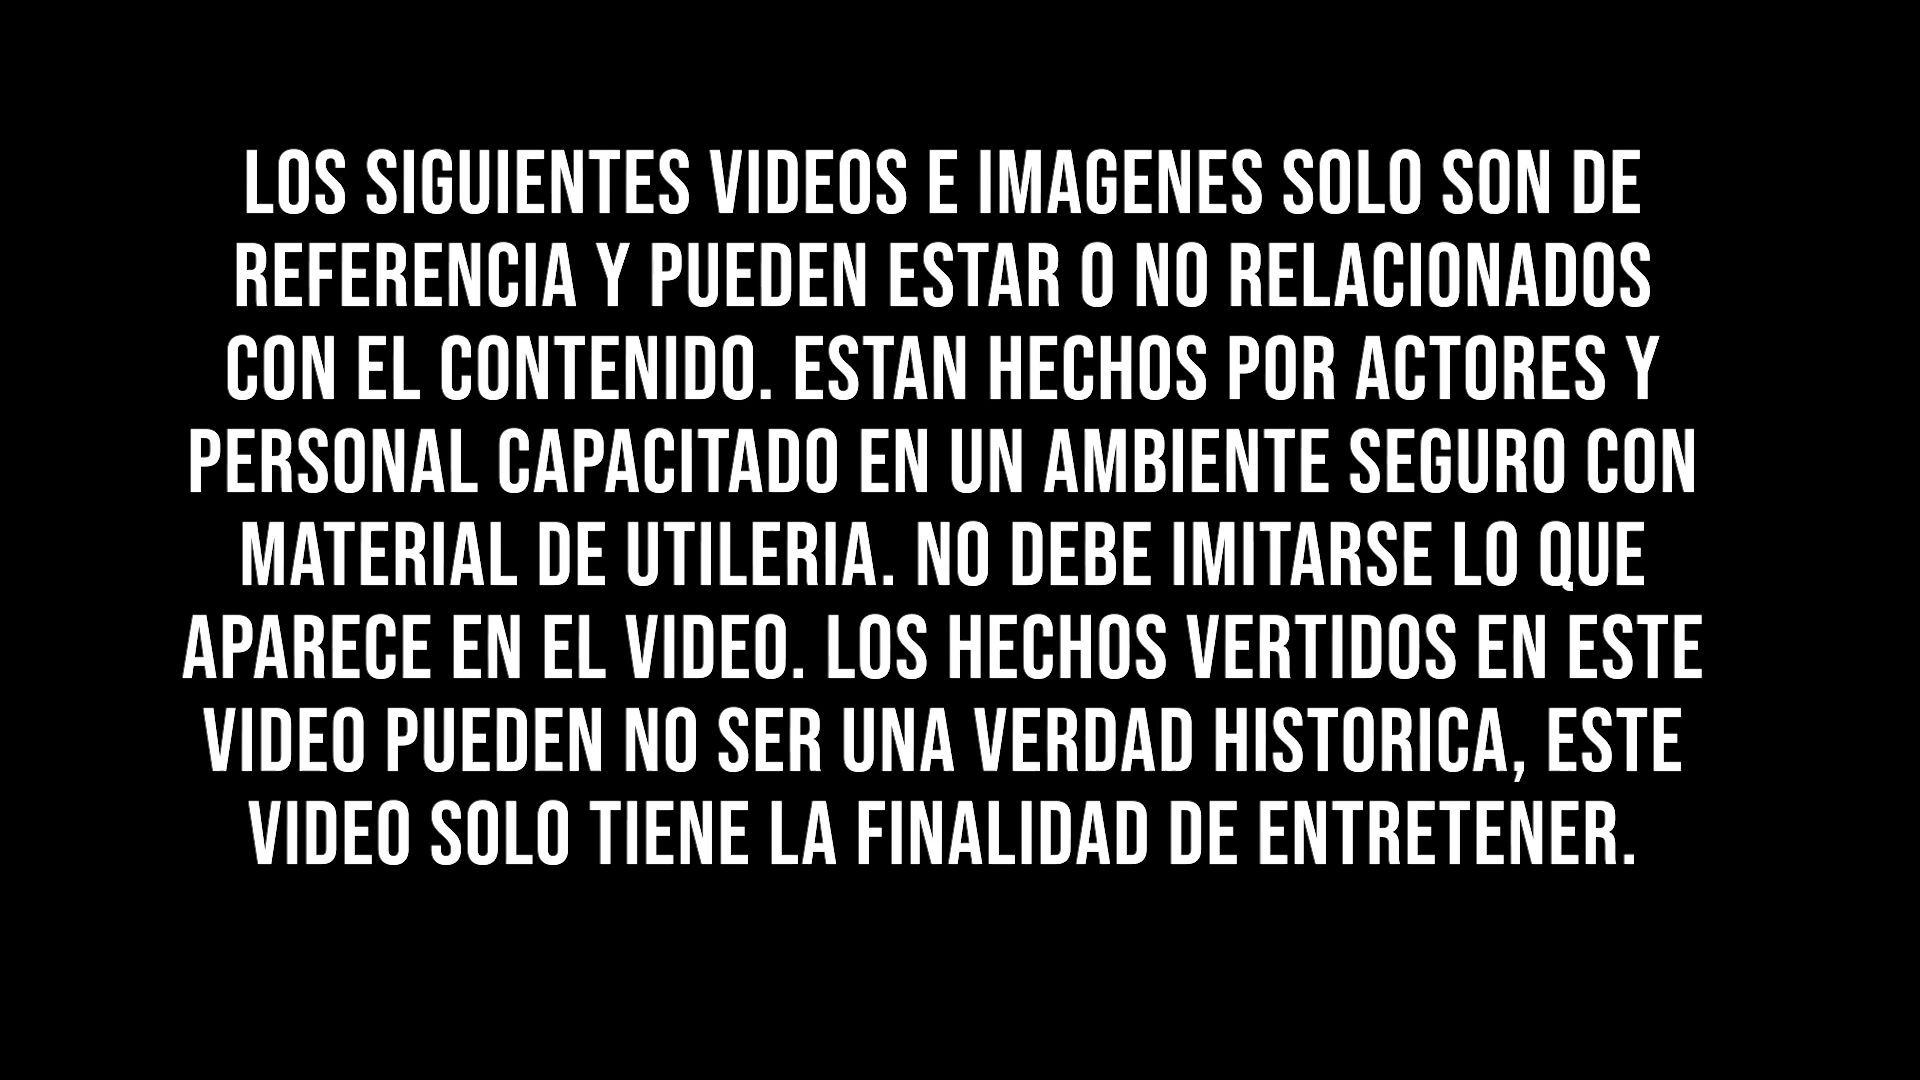 LOS SIGUIENTES VIDEOS E IMAGENES SOLO SON DE
REFERENCIA Y PUEDEN ESTAR O NO RELACIONADOS
CON EL CONTENIDO. ESTAN HECHOS POR ACTORES Y
PERSONAL CAPACITADO EN UN AMBIENTE SEGURO CON
MATERIAL DE UTILERIA. NO DEBE IMITARSE LO QUE
APARECE EN EL VIDEO. LOS HECHOS VERTIDOS EN ESTE
VIDEO PUEDEN NO SER UNA VERDAD HISTORICA, ESTE
VIDEO SOLO TIENE LA FINALIDAD DE ENTRETENER.